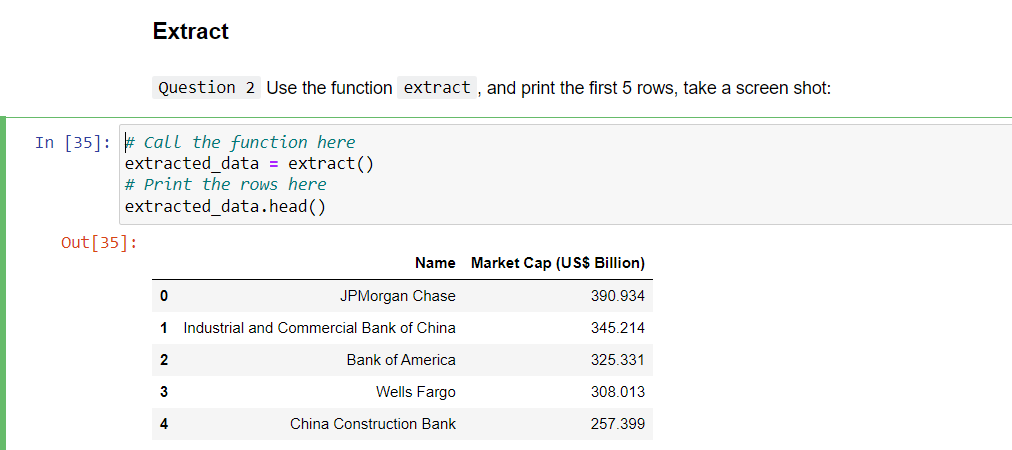 Extract
Question 2 Use the function extract , and print the first 5 rows, take a screen shot:
In [35]: # Call the function here
extracted_data = extract()
# Print the rows here
extracted_data.head()
Out[35]:
Name Market Cap (US$ Billion)
0 JPMorgan Chase 390.934
1 Industrial and Commercial Bank of China 345.214
2 Bank of America 325.331
3 Wells Fargo 308.013
4 China Construction Bank 257.399